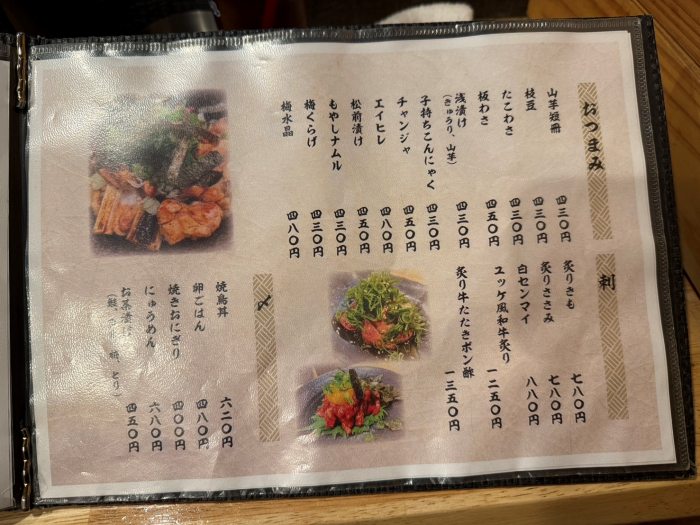 おつまみ
山芋短冊 四三〇円
枝豆 四三〇円
たこわさ 四三〇円
板わさ 四五〇円
浅漬け 四三〇円
(きゅうり、山芋)
子持ちこんにゃく 四三〇円
チャンジャ 四五〇円
エイヒレ 四八〇円
松前漬け 四五〇円
もやしナムル 四三〇円
梅くらげ 四三〇円
梅水晶 四八〇円
刺
炙りきも 七八〇円
炙りささみ 七八〇円
白センマイ 八八〇円
ユッケ風和牛炙り 一二五〇円
炙り牛たたきポン酢 一三五〇円
〆
焼鳥丼 六二〇円
卵ごはん 四八〇円
焼きおにぎり 四〇〇円
にゅうめん 六八〇円
お茶漬け 四五〇円
(鮭、 とり)